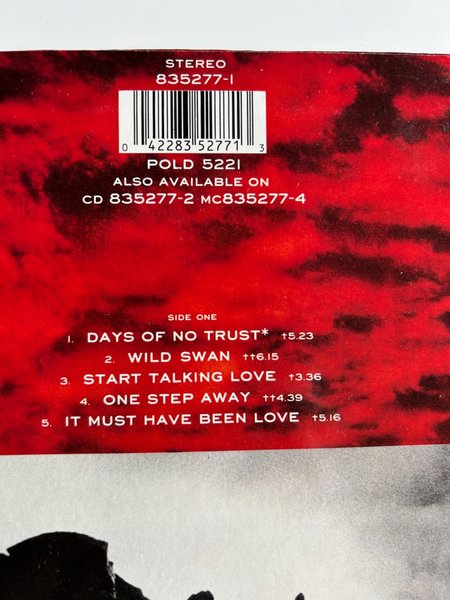 STEREO
835277-1
0 42283 52771 3
POLD 5221
ALSO AVAILABLE ON
CD 835277-2 MC835277-4
SIDE ONE
1. DAYS OF NO TRUST* †5.23
2. WILD SWAN ††6.15
3. START TALKING LOVE †3.36
4. ONE STEP AWAY ††4.39
5. IT MUST HAVE BEEN LOVE †5.16